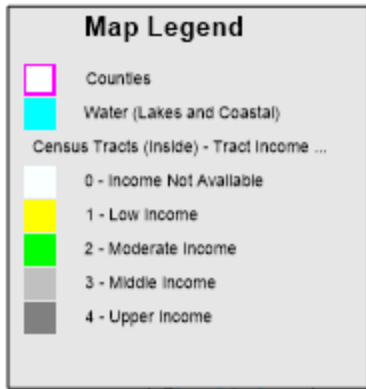 Map Legend
Counties
Water (Lakes and Coastal)
Census Tracts (Inside) - Tract Income ...
0 - Income Not Available
1 - Low Income
2 - Moderate Income
3 - Middle Income
4 - Upper Income